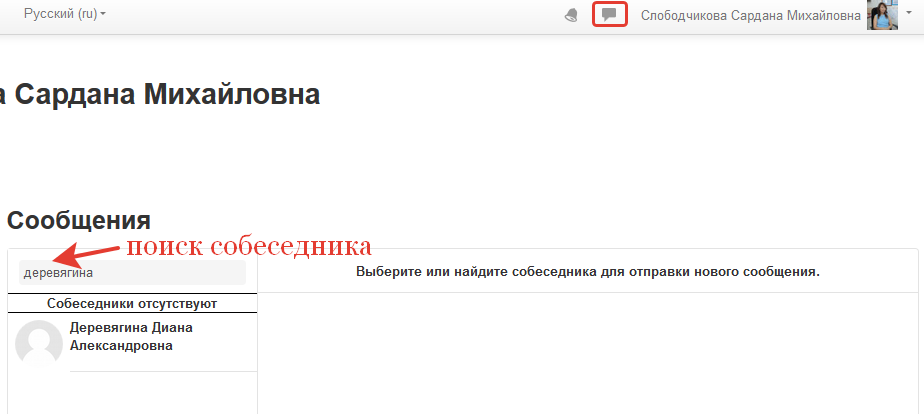 Русский (ru)
Слободчикова Сардана Михайловна
а Сардана Михайловна
Сообщения
поиск собеседника
деревягина
Выберите или найдите собеседника для отправки нового сообщения.
Собеседники отсутствуют
Деревягина Диана
Александровна